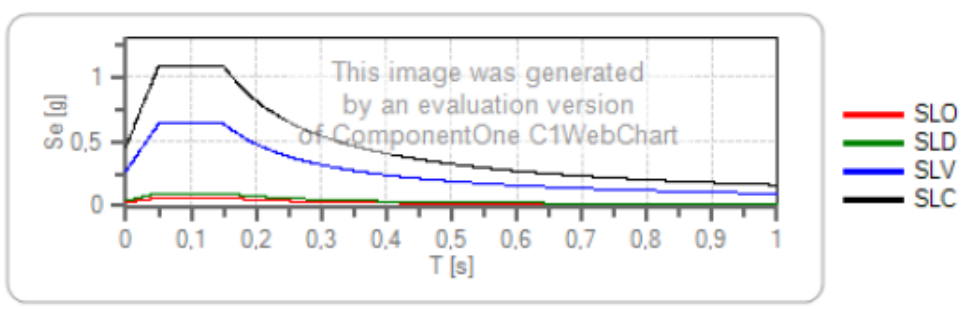 This image was generated
by an evaluation version
of ComponentOne C1WebChart
Se [g]
1
0,5
0
0 0,1 0,2 0,3 0,4 0,5 0,6 0,7 0,8 0,9 1
T [s]
SLO
SLD
SLV
SLC